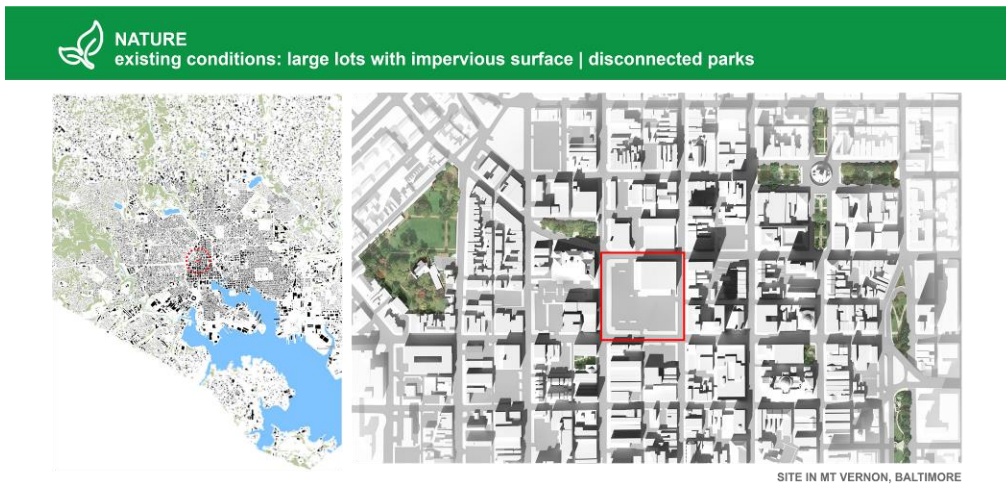 NATURE
existing conditions: large lots with impervious surface | disconnected parks
SITE IN MT VERNON, BALTIMORE